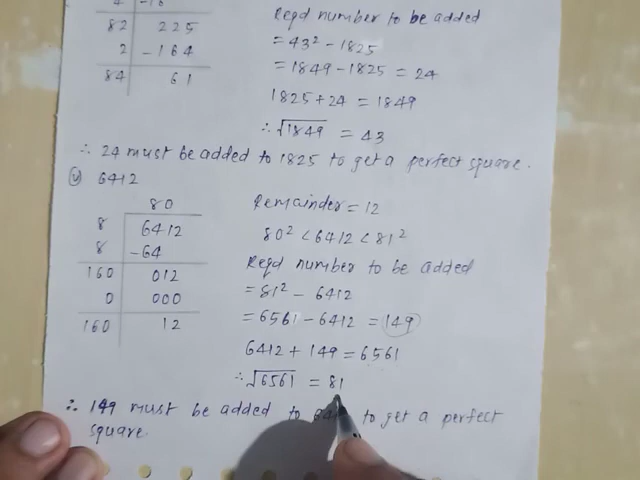 4 -16
82 225
2 -164
84 61
Reqd number to be added
= 43² - 1825
= 1849 - 1825 = 24
1825 + 24 = 1849
∴ √1849 = 43
∴ 24 must be added to 1825 to get a perfect square.
(v) 6412
80
8 6412
8 -64
160 012
0 000
160 12
Remainder = 12
80² < 6412 < 81²
Reqd number to be added
= 81² - 6412
= 6561 - 6412 = 149
6412 + 149 = 6561
∴ √6561 = 81
∴ 149 must be added to to get a perfect
square.